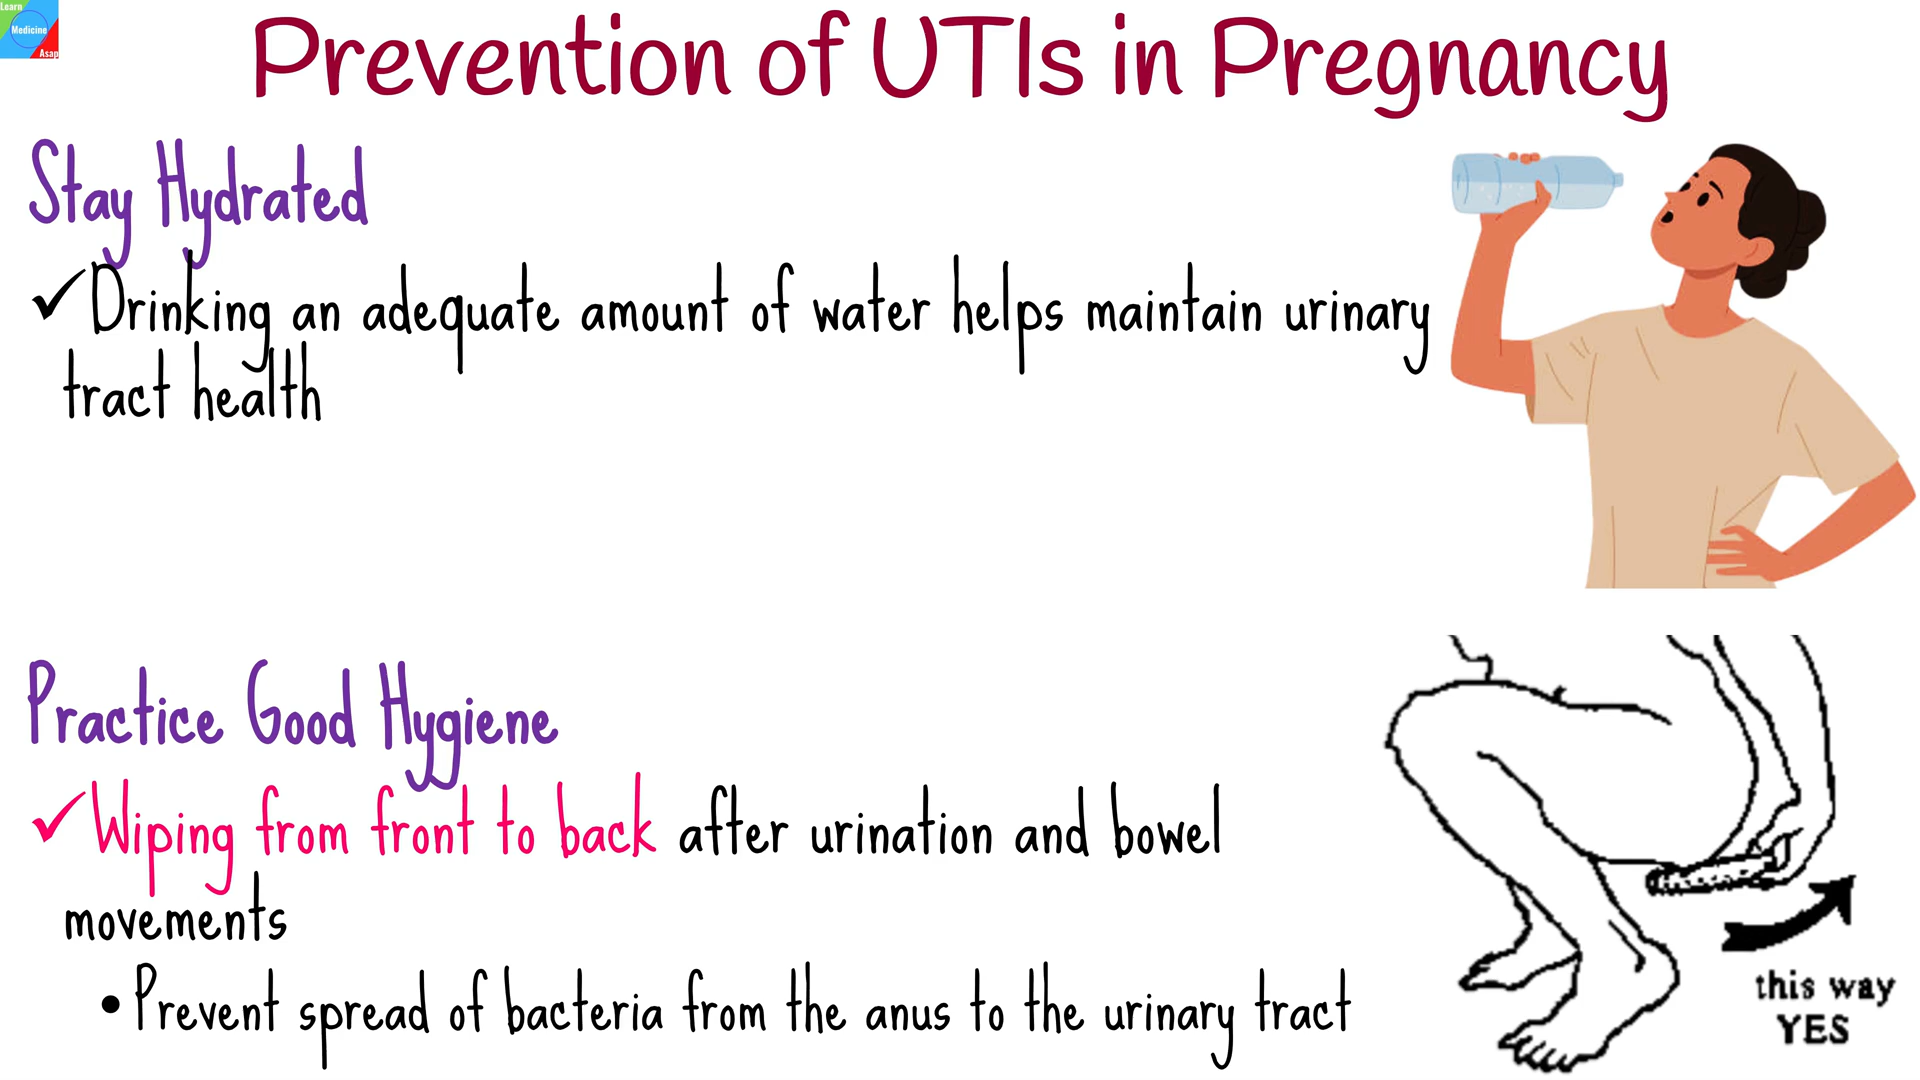 Learn
Medicine
Asap
Prevention of UTIs in Pregnancy
Stay Hydrated
✓Drinking an adequate amount of water helps maintain urinary
tract health
Practice Good Hygiene
✓Wiping from front to back after urination and bowel
movements
•Prevent spread of bacteria from the anus to the urinary tract
this way
YES